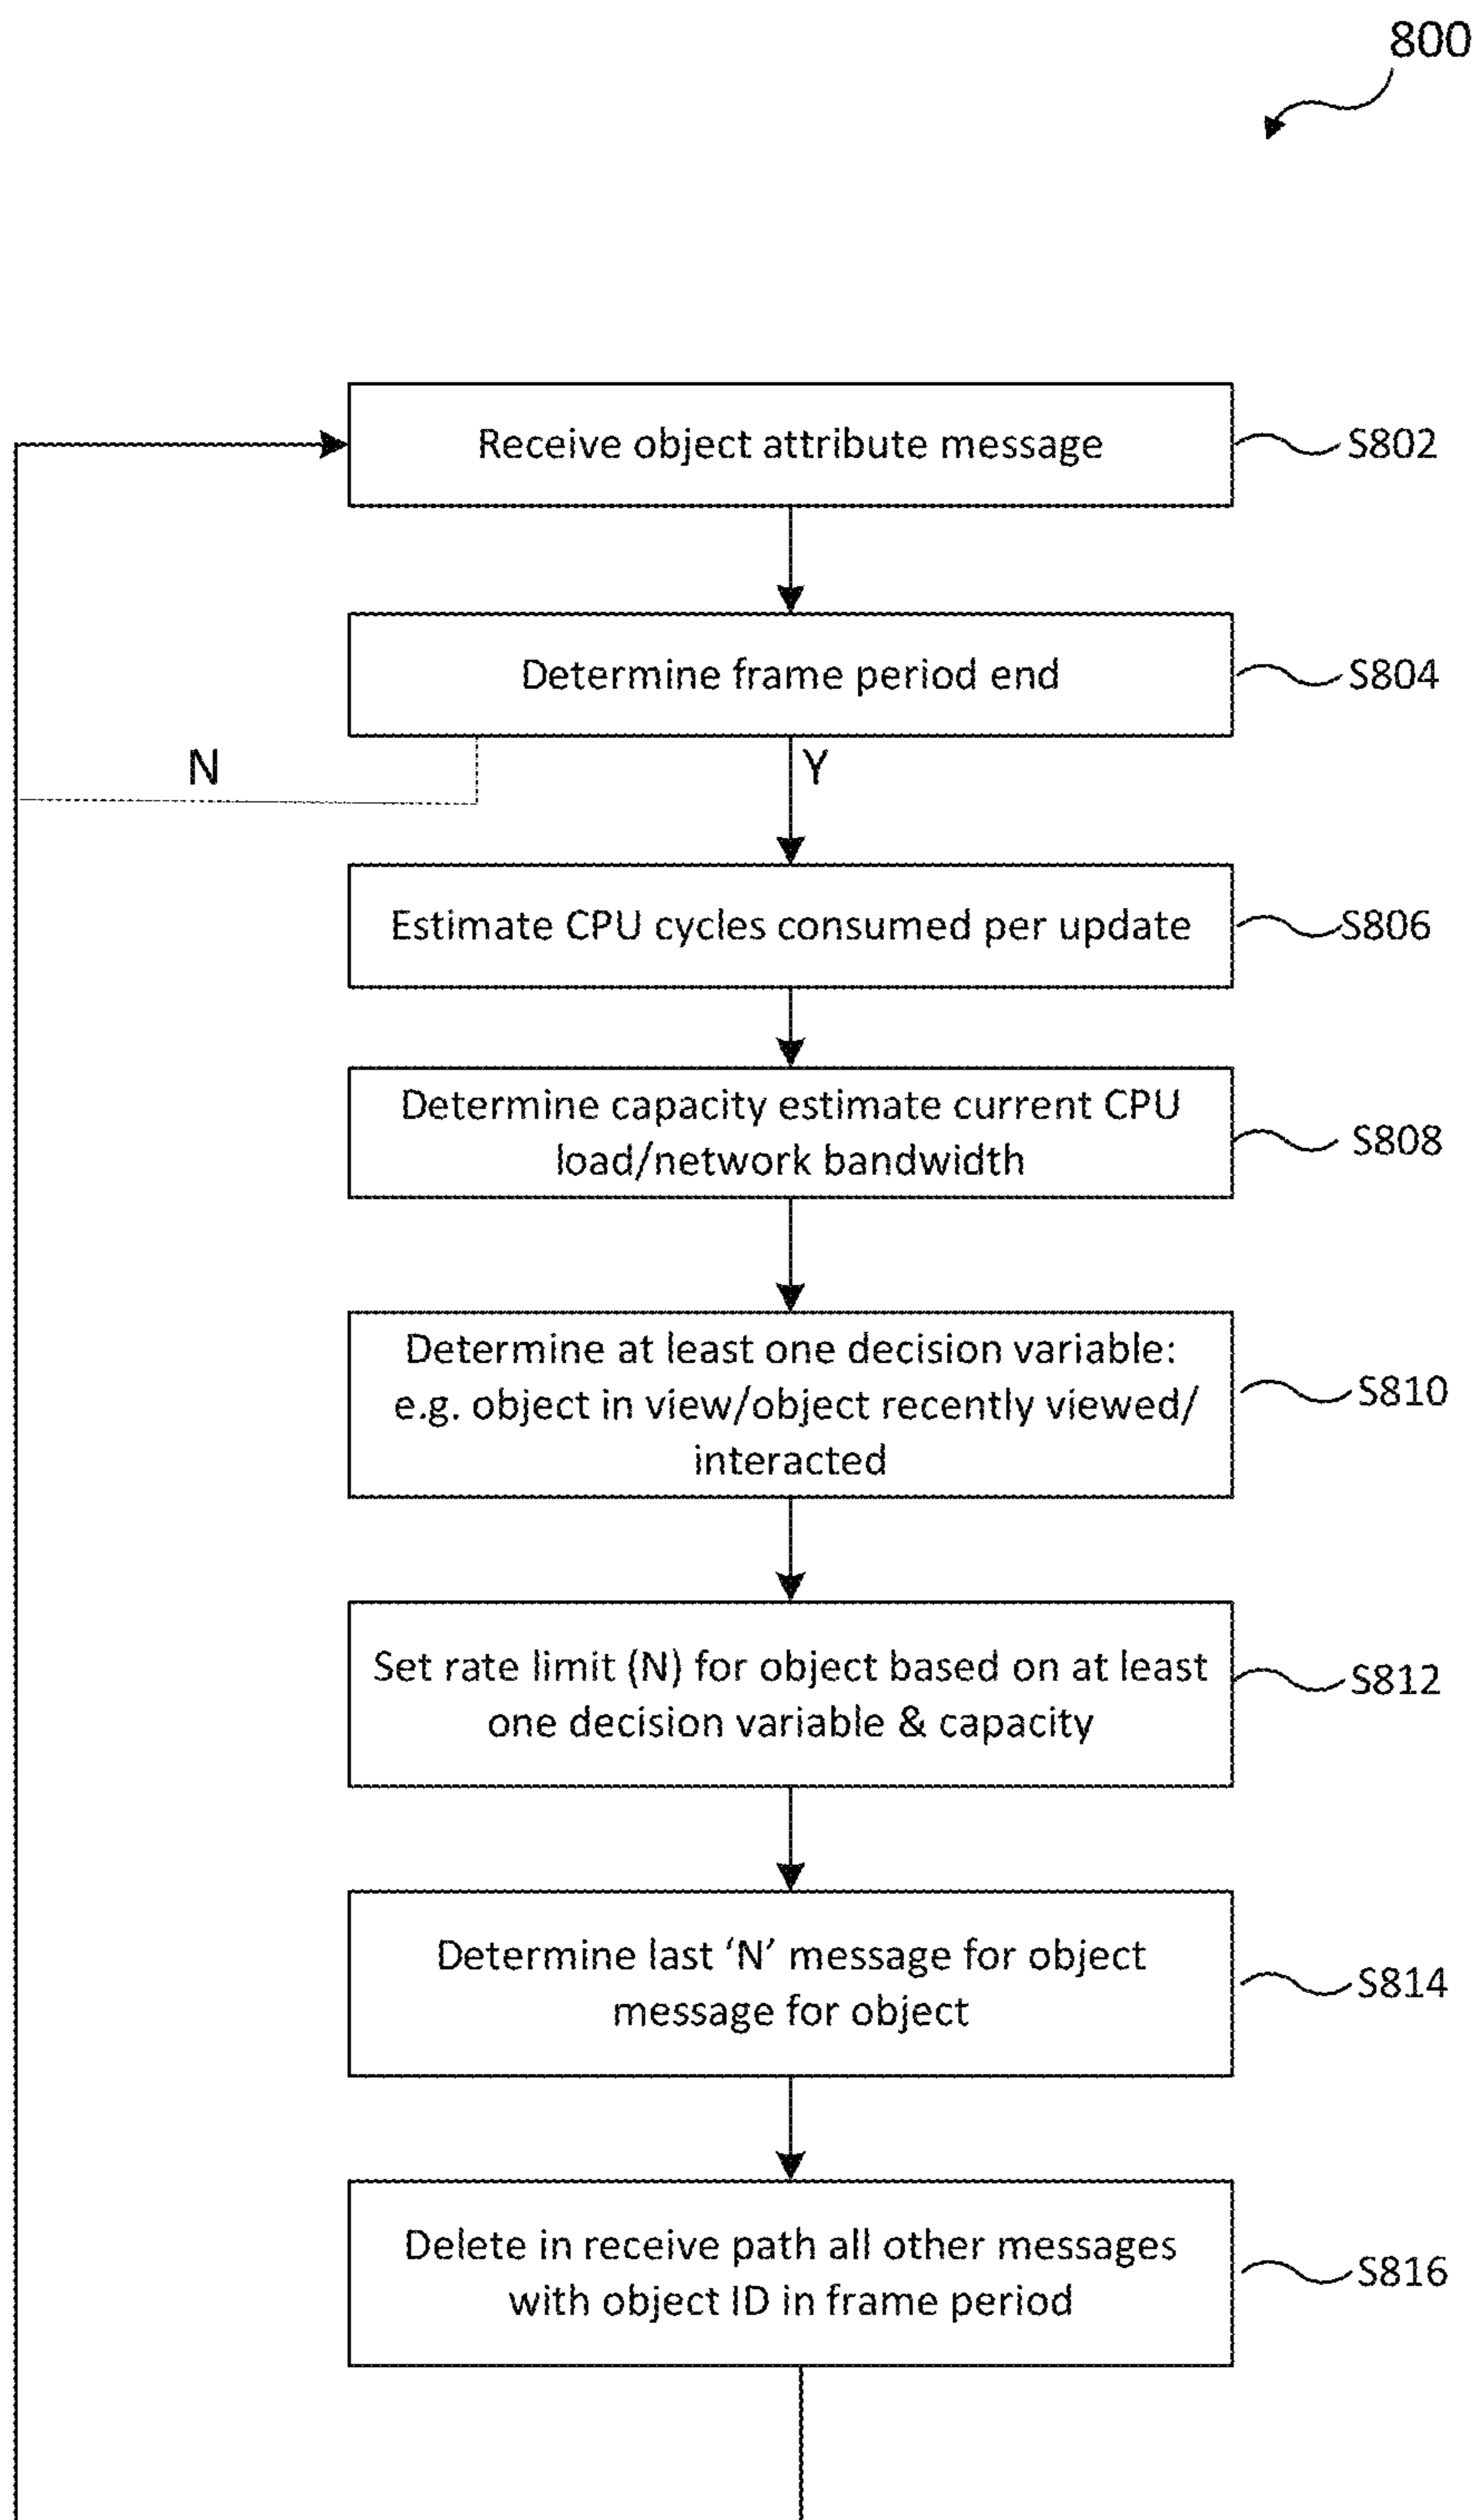 800
Receive object attribute message
S802
Determine frame period end
S804
N
Y
Estimate CPU cycles consumed per update
S806
Determine capacity estimate current CPU
load/network bandwidth
S808
Determine at least one decision variable:
e.g. object in view/object recently viewed/
interacted
S810
Set rate limit (N) for object based on at least
one decision variable & capacity
S812
Determine last ‘N’ message for object
message for object
S814
Delete in receive path all other messages
with object ID in frame period
S816